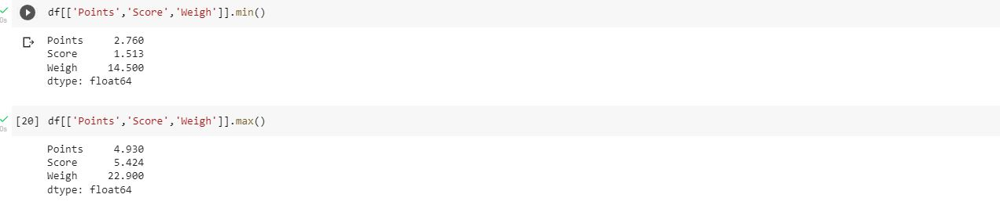 df[['Points','Score','Weigh']].min()
0s
Points     2.760
Score      1.513
Weigh     14.500
dtype: float64
[20] df[['Points','Score','Weigh']].max()
0s
Points     4.930
Score      5.424
Weigh     22.900
dtype: float64